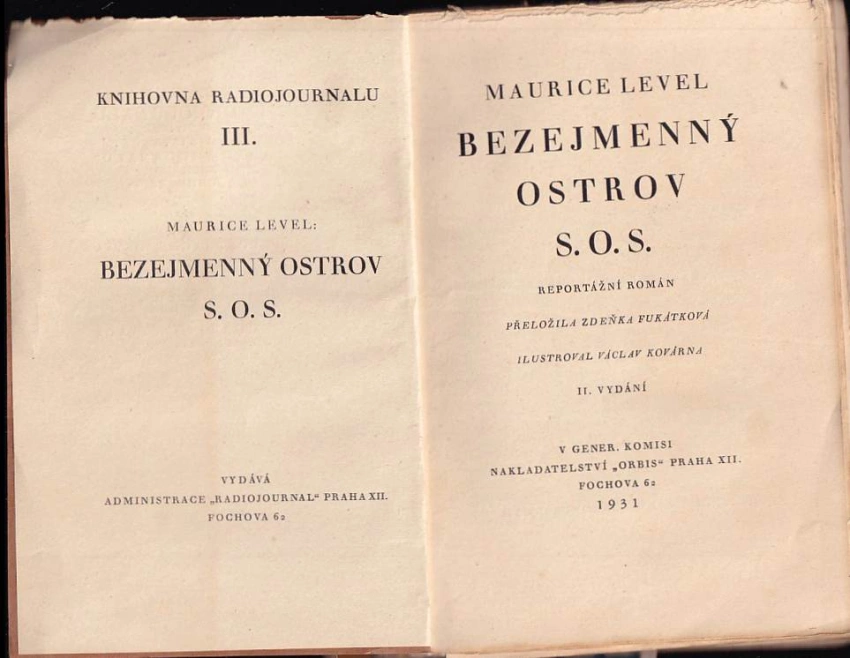 KNIHOVNA RADIOJOURNALU
III.
MAURICE LEVEL:
BEZEJMENNÝ OSTROV
S. O. S.
VYDÁVÁ
ADMINISTRACE „RADIOJOURNAL“ PRAHA XII.
FOCHOVA 62
MAURICE LEVEL
BEZEJMENNÝ
OSTROV
S. O. S.
REPORTÁŽNÍ ROMÁN
PŘELOŽILA ZDEŇKA FUKÁTKOVÁ
ILUSTROVAL VÁCLAV KOVÁRNA
II. VYDÁNÍ
V GENER. KOMISI
NAKLADATELSTVÍ „ORBIS“ PRAHA XII.
FOCHOVA 62
1931